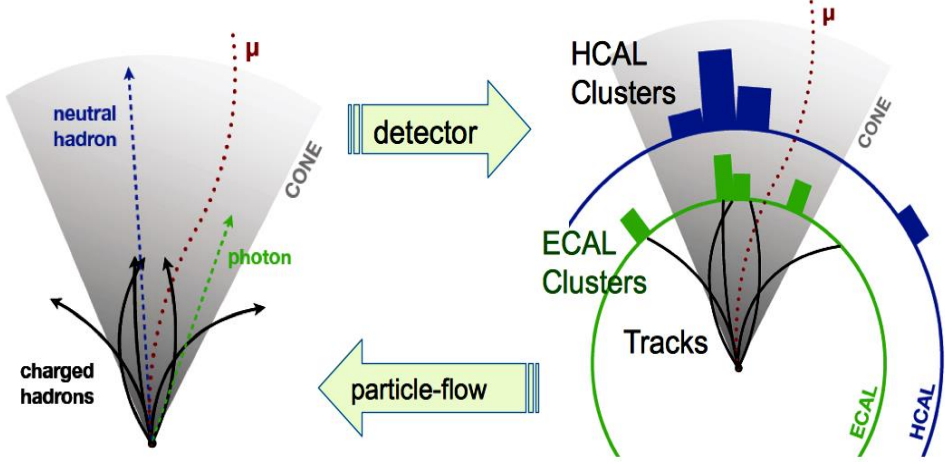 μ
neutral
hadron
CONE
photon
charged
hadrons
detector
particle-flow
μ
HCAL
Clusters
CONE
ECAL
Clusters
Tracks
ECAL
HCAL